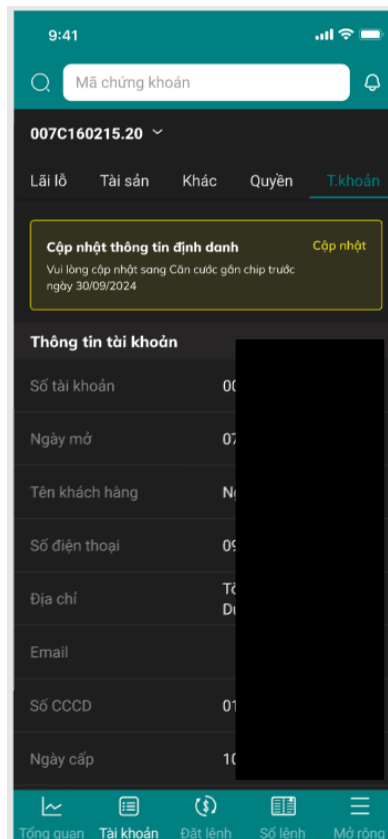 9:41
Mã chứng khoán
007C160215.20
Lãi lỗ Tài sản Khác Quyền T.khoản
Cập nhật thông tin định danh Cập nhật
Vui lòng cập nhật sang Căn cước gắn chip trước
ngày 30/09/2024
Thông tin tài khoản
Số tài khoản 00
Ngày mở 07
Tên khách hàng Ng
Số điện thoại 09
Tổ
Địa chỉ
Email
Số CCCD 01
Ngày cấp 10
Tổng quan Tài khoản Đặt lệnh Sổ lệnh Mở rộng